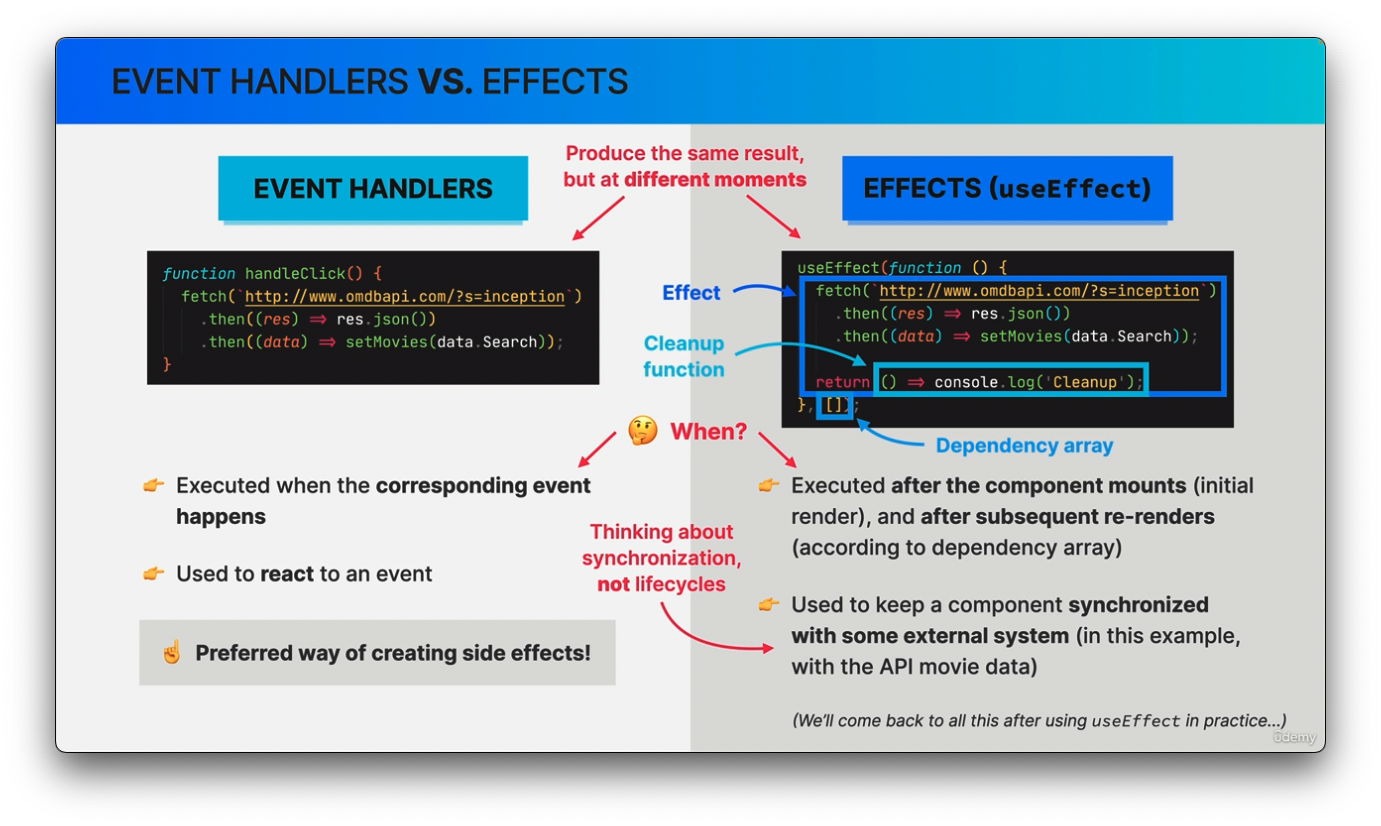 EVENT HANDLERS VS. EFFECTS
Produce the same result,
but at different moments
EVENT HANDLERS
function handleClick() {
fetch(`http://www.omdbapi.com/?s=inception`)
.then((res) => res.json())
.then((data) => setMovies(data.Search));
}
EFFECTS (useEffect)
useEffect(function () {
fetch(`http://www.omdbapi.com/?s=inception`)
.then((res) => res.json())
.then((data) => setMovies(data.Search));
return () => console.log('Cleanup');
}, []);
Effect
Cleanup
function
Dependency array
🤔 When?
👉 Executed when the corresponding event
happens
👉 Used to react to an event
☝️ Preferred way of creating side effects!
Thinking about
synchronization,
not lifecycles
👉 Executed after the component mounts (initial
render), and after subsequent re-renders
(according to dependency array)
👉 Used to keep a component synchronized
with some external system (in this example,
with the API movie data)
(We’ll come back to all this after using useEffect in practice...)
ûdemy